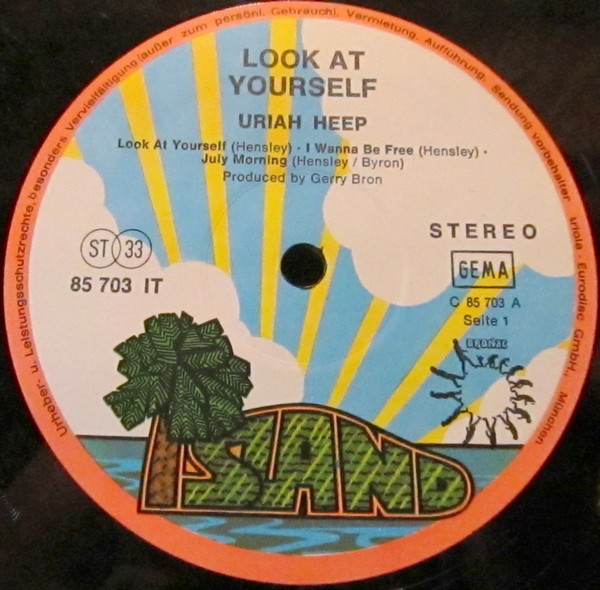 LOOK AT
YOURSELF
URIAH HEEP
Look At Yourself (Hensley) · I Wanna Be Free (Hensley) ·
July Morning (Hensley / Byron)
Produced by Gerry Bron
STEREO
ST 33
GEMA
85 703 IT
C 85 703 A
Seite 1
BRONZE
ISLAND
Urheber- u. Leistungsschutzrechte, besonders Vervielfältigung (außer zum persönl. Gebrauch), Vermietung, Aufführung, Sendung vorbehalten Ariola - Eurodisc GmbH. - München